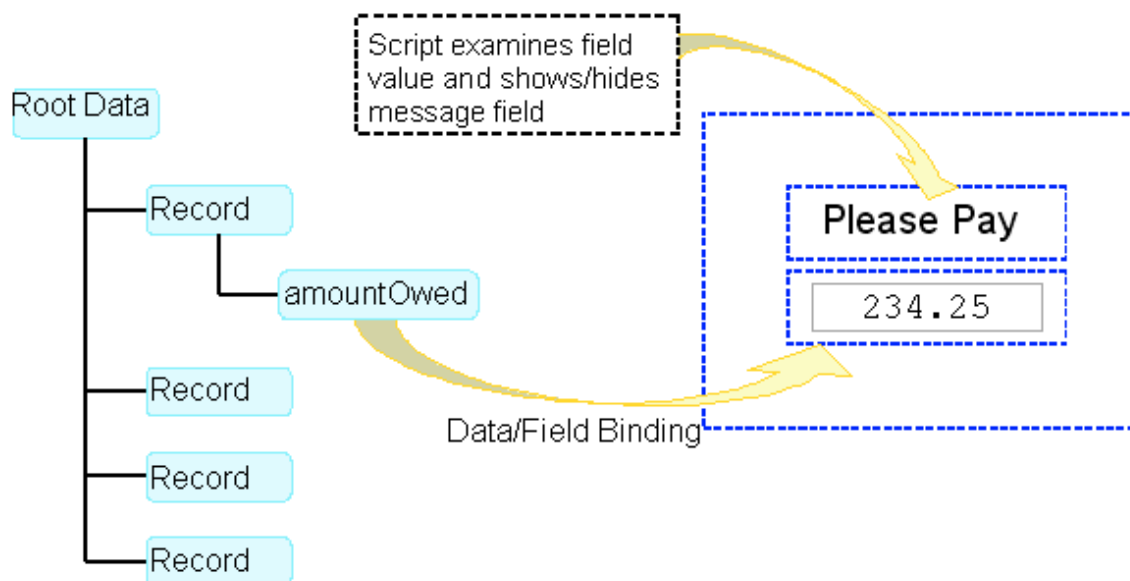 Script examines field
value and shows/hides
message field
Root Data
Record
Please Pay
amountOwed
234.25
Record
Data/Field Binding
Record
Record